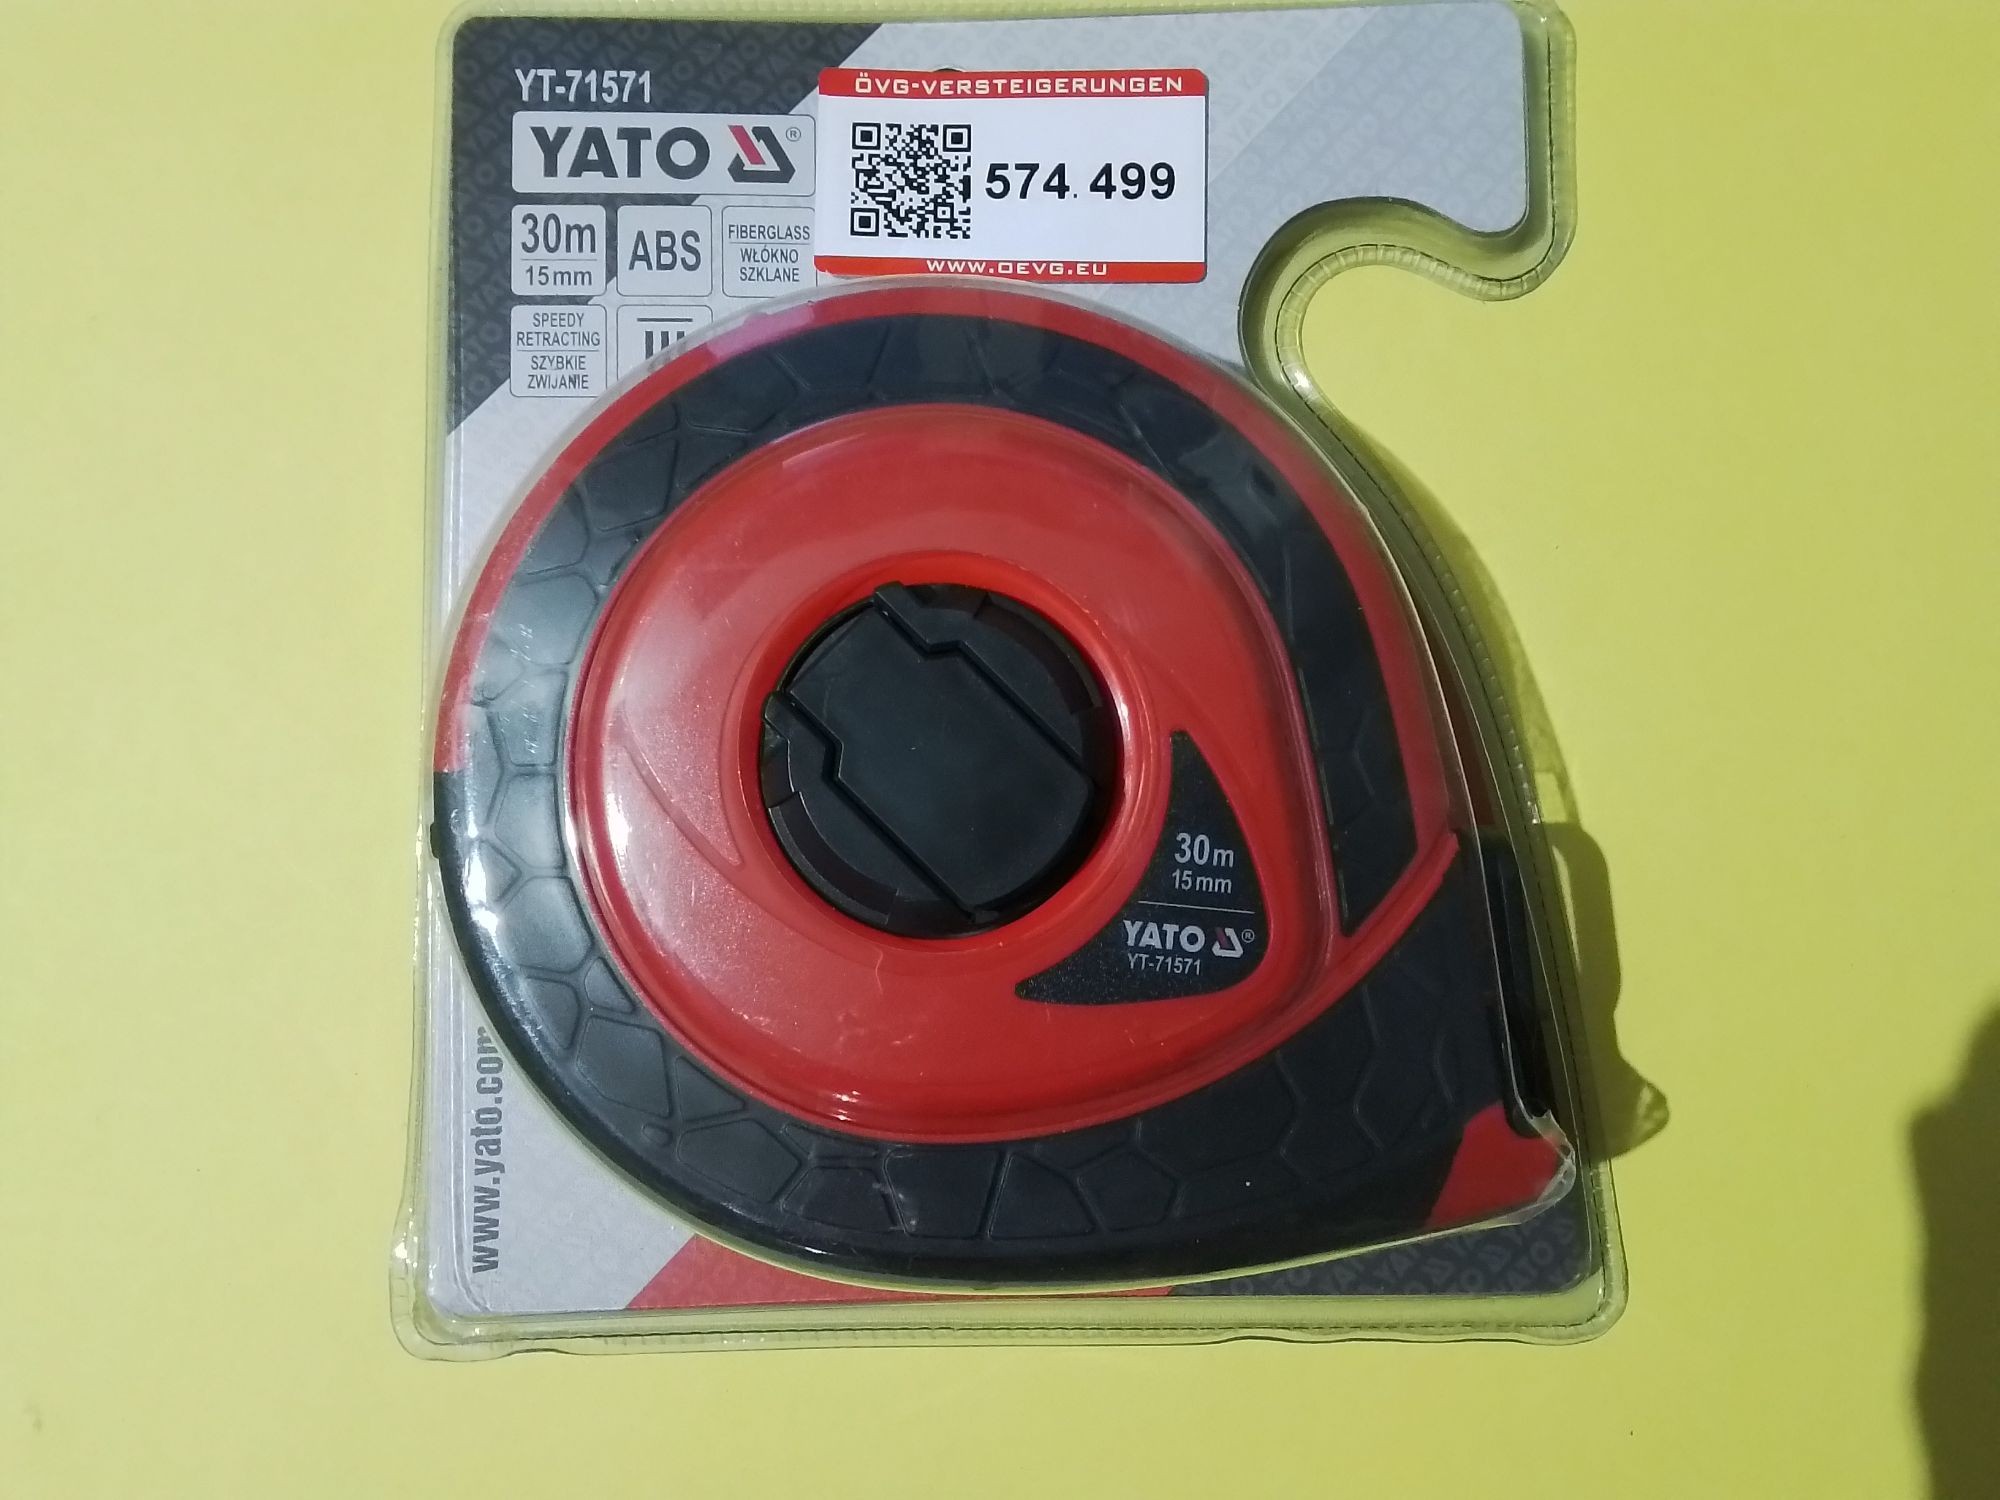 YT-71571
YATO ®
30m
15mm
ABS
FIBERGLASS
WŁÓKNO
SZKLANE
SPEEDY
RETRACTING
SZYBKIE
ZWIJANIE
ÖVG-VERSTEIGERUNGEN
574.499
WWW.OEVG.EU
30m
15mm
YATO ®
YT-71571
www.yato.com